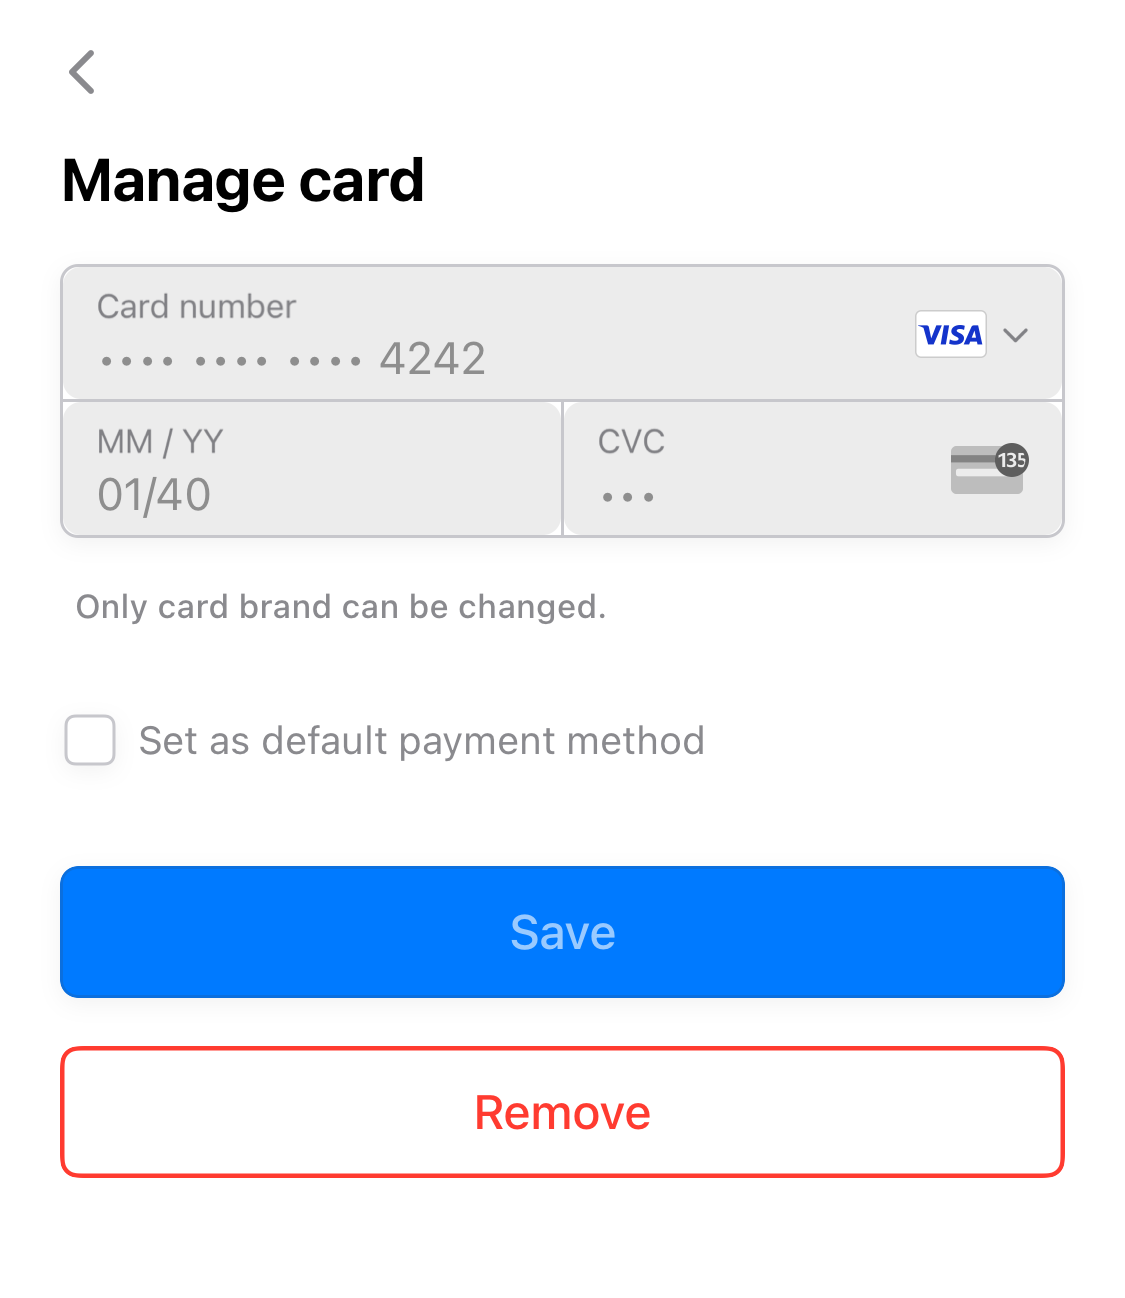 Manage card
Card number
VISA
•••• •••• •••• 4242
MM / YY
CVC
135
01/40
•••
Only card brand can be changed.
Set as default payment method
Save
Remove